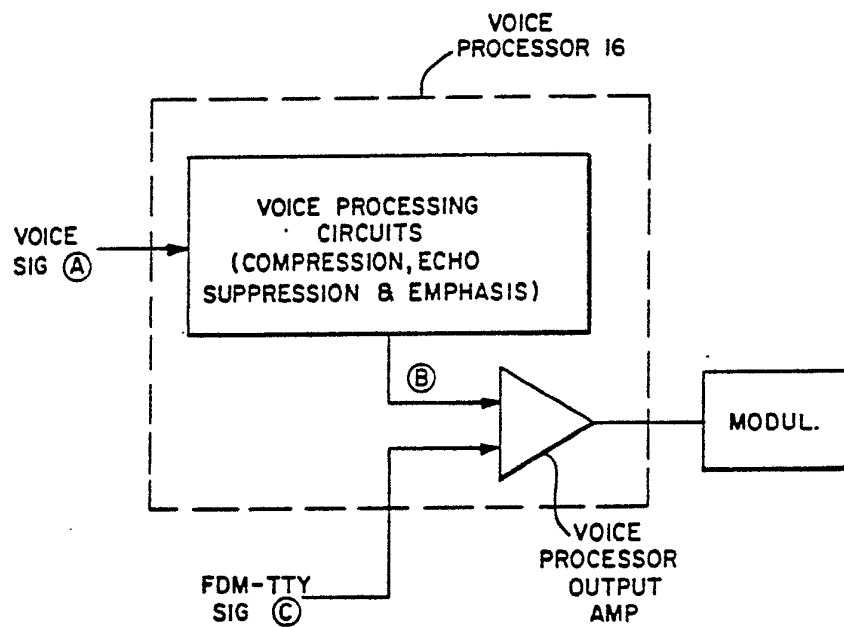 VOICE
PROCESSOR 16
VOICE PROCESSING
CIRCUITS
(COMPRESSION, ECHO
SUPPRESSION & EMPHASIS)
VOICE
SIG Ⓐ
Ⓑ
MODUL.
VOICE
PROCESSOR
OUTPUT
AMP
FDM-TTY
SIG Ⓒ